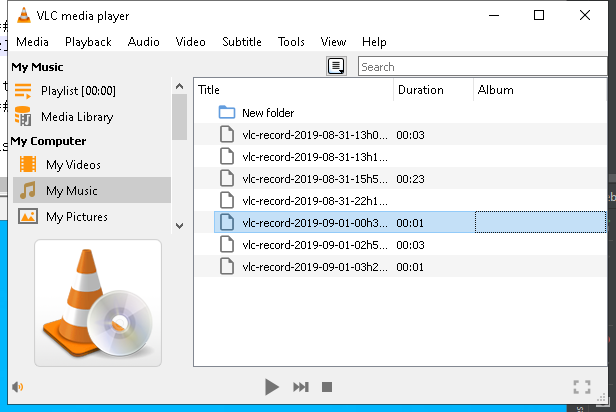 VLC media player
Media Playback Audio Video Subtitle Tools View Help
My Music
Search
Playlist [00:00]
Media Library
My Computer
My Videos
My Music
My Pictures
Title Duration Album
New folder
vlc-record-2019-08-31-13h0... 00:03
vlc-record-2019-08-31-13h1...
vlc-record-2019-08-31-15h5... 00:23
vlc-record-2019-08-31-22h1...
vlc-record-2019-09-01-00h3... 00:01
vlc-record-2019-09-01-02h5... 00:03
vlc-record-2019-09-01-03h2... 00:01